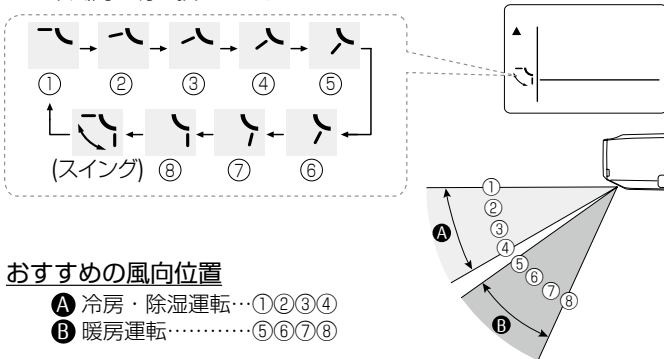 ① ② ③ ④ ⑤
(スイング) ⑧ ⑦ ⑥
▲
①
②
③
④
⑤
⑥
⑦
⑧
A
B
おすすめの風向位置
A 冷房・除湿運転…①②③④
B 暖房運転…………⑤⑥⑦⑧